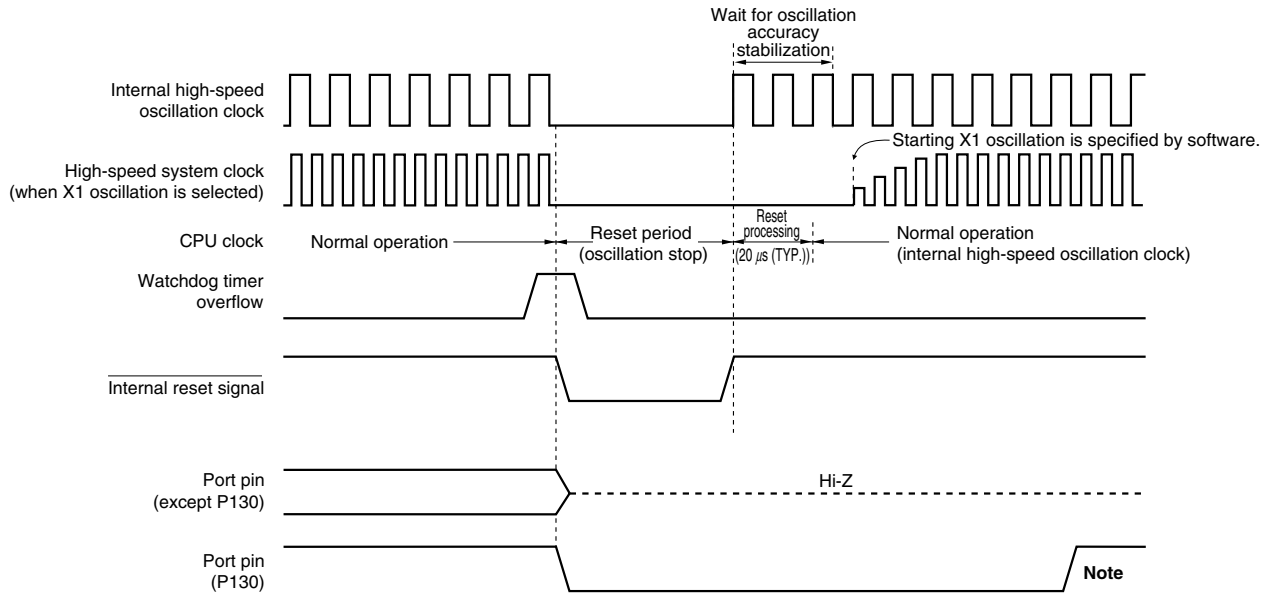 Wait for oscillation
accuracy
stabilization
Internal high-speed
oscillation clock
Starting X1 oscillation is specified by software.
High-speed system clock
(when X1 oscillation is selected)
CPU clock
Normal operation
Reset period
(oscillation stop)
Reset
processing
(20 μs (TYP.))
Normal operation
(internal high-speed oscillation clock)
Watchdog timer
overflow
Internal reset signal
Port pin
(except P130)
Hi-Z
Port pin
(P130)
Note